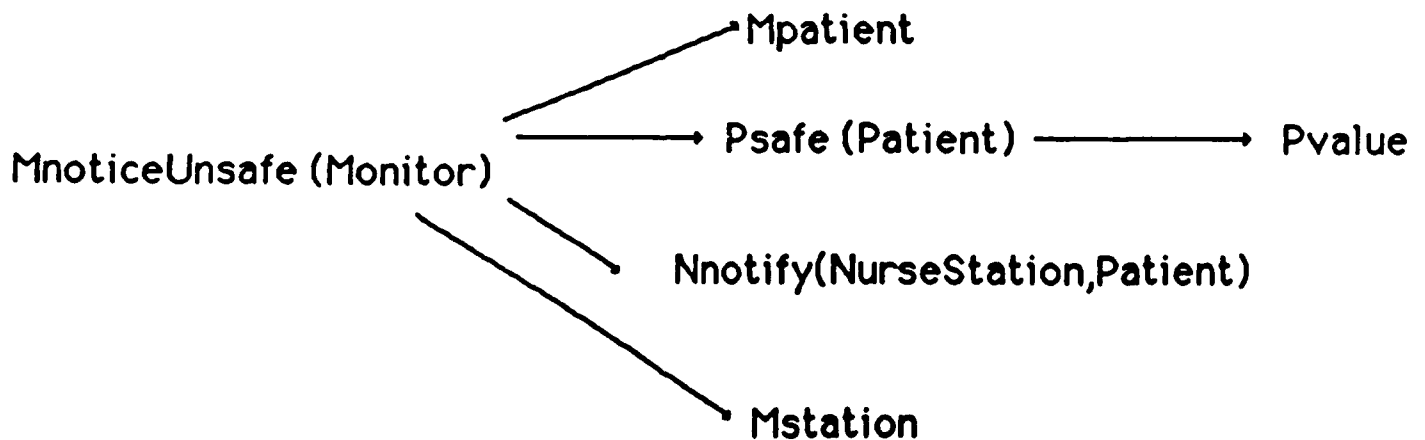 Mpatient
Psafe (Patient)
Pvalue
MnoticeUnsafe (Monitor)
Nnotify(NurseStation,Patient)
Mstation